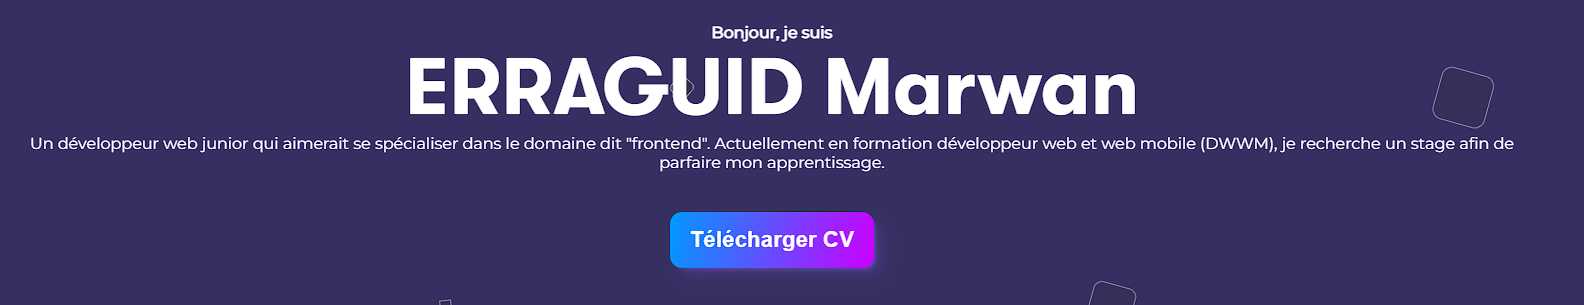 Bonjour, je suis
ERRAGUID Marwan
Un développeur web junior qui aimerait se spécialiser dans le domaine dit "frontend". Actuellement en formation développeur web et web mobile (DWWM), je recherche un stage afin de
parfaire mon apprentissage.
Télécharger CV